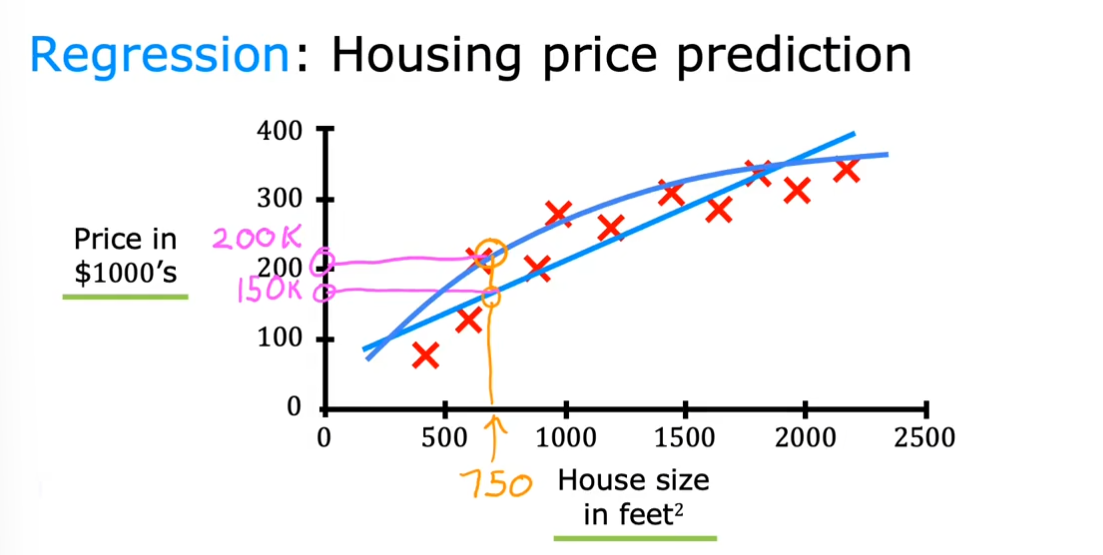 Regression: Housing price prediction
400
300
Price in
$1000's
200K
200
150K
100
0
0 500 1000 1500 2000 2500
750
House size
in feet²